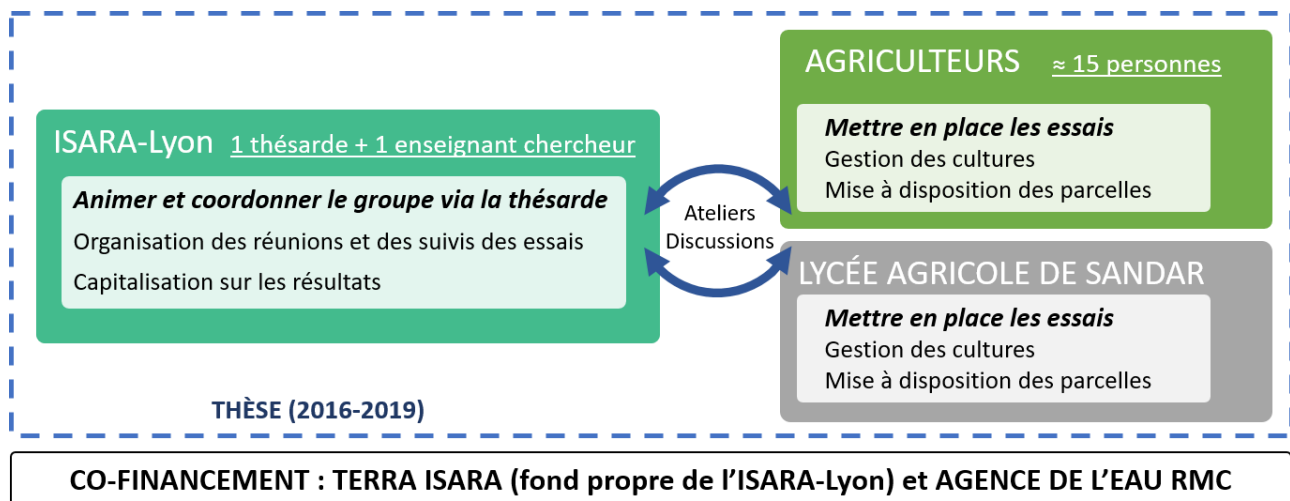 ISARA-Lyon 1 thésarde + 1 enseignant chercheur
Animer et coordonner le groupe via la thésarde
Organisation des réunions et des suivis des essais
Capitalisation sur les résultats
Ateliers
Discussions
AGRICULTEURS ≈ 15 personnes
Mettre en place les essais
Gestion des cultures
Mise à disposition des parcelles
LYCÉE AGRICOLE DE SANDAR
Mettre en place les essais
Gestion des cultures
Mise à disposition des parcelles
THÈSE (2016-2019)
CO-FINANCEMENT : TERRA ISARA (fond propre de l'ISARA-Lyon) et AGENCE DE L'EAU RMC